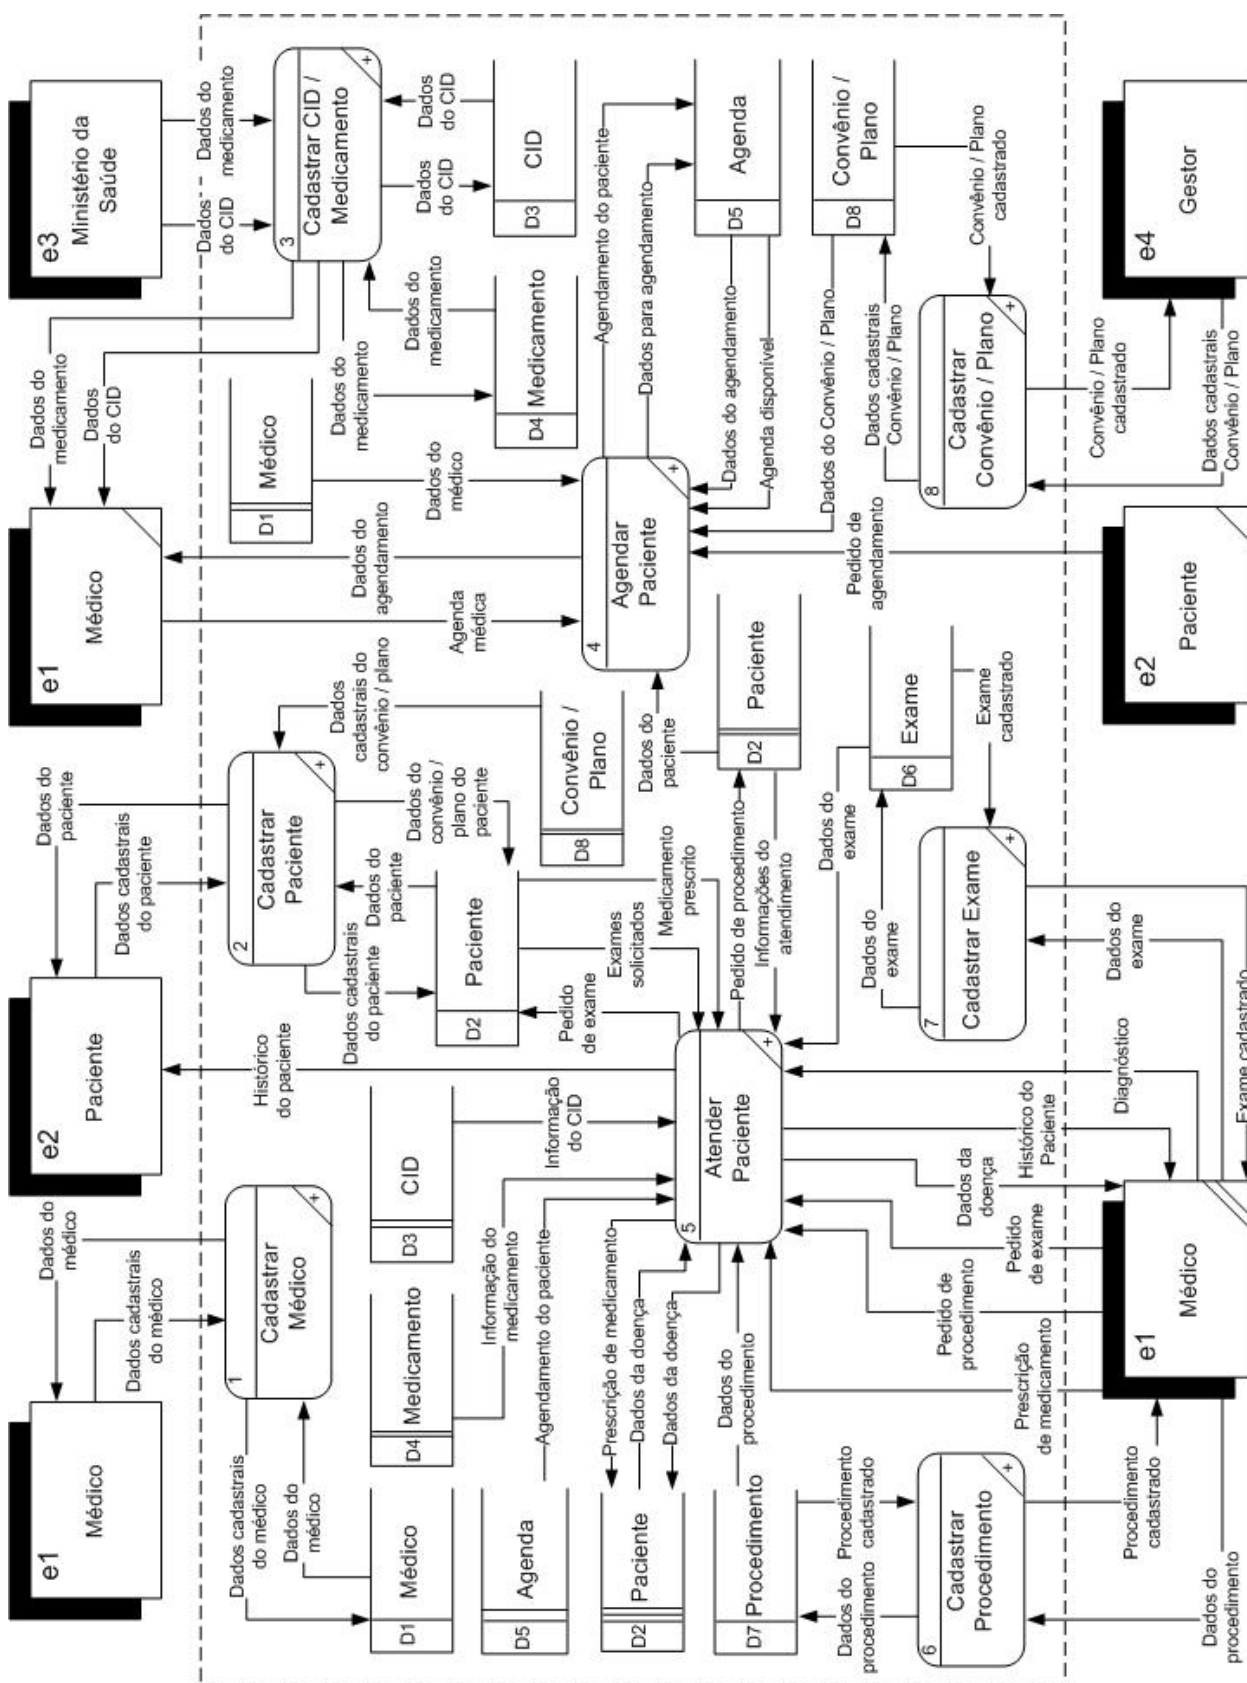 e1
Médico
e2
Paciente
e1
Médico
e3
Ministério da
Saúde
Dados do
médico
Dados cadastrais
do médico
Dados do
paciente
Dados cadastrais
do paciente
Dados do
medicamento
Dados
do CID
Dados
do CID
Dados do
medicamento
1
Cadastrar
Médico
+
2
Cadastrar
Paciente
+
3
Cadastrar CID /
Medicamento
+
Dados cadastrais
do médico
Dados do
médico
Histórico
do paciente
Dados cadastrais
do paciente
Dados do
paciente
Dados do
convênio /
plano do
paciente
Dados
cadastrais do
convênio / plano
Agenda
médica
Dados do
agendamento
D1
Médico
Dados do
médico
Dados do
medicamento
Dados do
medicamento
Dados
do CID
Dados
do CID
D1
Médico
D4
Medicamento
D3
CID
D2
Paciente
D8
Convênio /
Plano
D4
Medicamento
D3
CID
D5
Agenda
Agendamento do paciente
Informação do
medicamento
Informação
do CID
Pedido
de exame
Exames
solicitados
Medicamento
prescrito
4
Agendar
Paciente
+
Agendamento do paciente
Dados para agendamento
D2
Paciente
Prescrição de medicamento
Dados da doença
Dados da doença
5
Atender
Paciente
+
Pedido de procedimento
Informações do
atendimento
Dados do
paciente
D2
Paciente
D5
Agenda
Dados do agendamento
Agenda disponível
D7
Procedimento
Dados do
procedimento
Dados do
procedimento
Procedimento
cadastrado
Dados do
exame
Dados do
exame
D6
Exame
Pedido de
agendamento
Dados do Convênio / Plano
D8
Convênio /
Plano
Dados cadastrais
Convênio / Plano
Convênio / Plano
cadastrado
6
Cadastrar
Procedimento
+
Prescrição
de medicamento
Pedido de
procedimento
Pedido
de exame
Dados da
doença
Histórico do
Paciente
Diagnóstico
7
Cadastrar Exame
+
Exame
cadastrado
8
Cadastrar
Convênio / Plano
+
Dados do
procedimento
Procedimento
cadastrado
Dados do
exame
Exame cadastrado
Convênio / Plano
cadastrado
Dados cadastrais
Convênio / Plano
e1
Médico
e2
Paciente
e4
Gestor